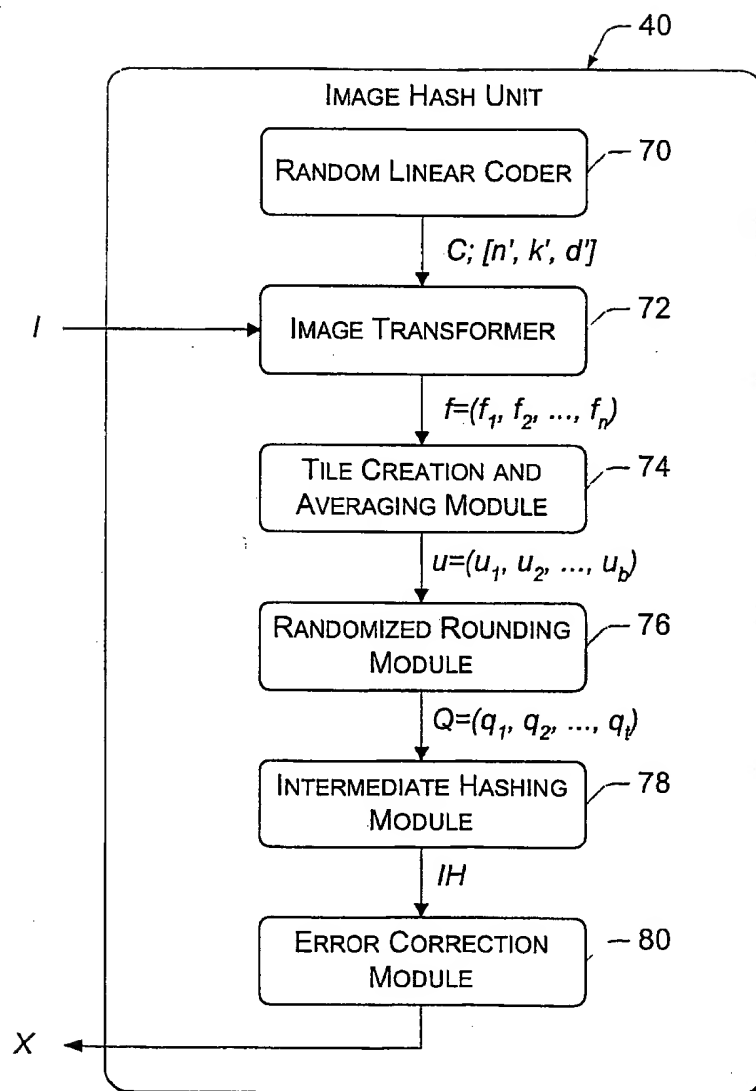 40
IMAGE HASH UNIT
RANDOM LINEAR CODER
70
C; [n', k', d']
I
IMAGE TRANSFORMER
72
f=(f₁, f₂, ..., fₙ)
TILE CREATION AND
AVERAGING MODULE
74
u=(u₁, u₂, ..., u_b)
RANDOMIZED ROUNDING
MODULE
76
Q=(q₁, q₂, ..., qₜ)
INTERMEDIATE HASHING
MODULE
78
IH
ERROR CORRECTION
MODULE
80
X